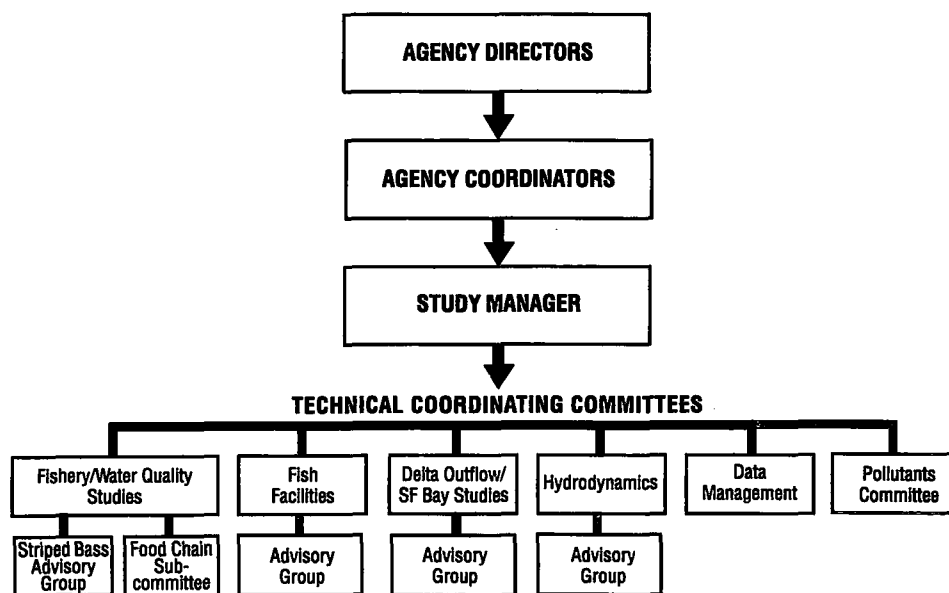 AGENCY DIRECTORS
AGENCY COORDINATORS
STUDY MANAGER
TECHNICAL COORDINATING COMMITTEES
Fishery/Water Quality
Studies
Fish
Facilities
Delta Outflow/
SF Bay Studies
Hydrodynamics
Data
Management
Pollutants
Committee
Striped Bass
Advisory
Group
Food Chain
Sub-
committee
Advisory
Group
Advisory
Group
Advisory
Group